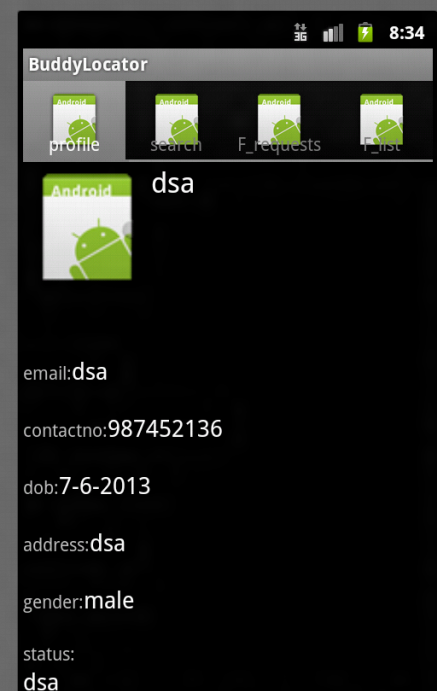 3G 8:34
BuddyLocator
Android Android Android Android
profile search F_requests F_list
Android dsa
email:dsa
contactno:987452136
dob:7-6-2013
address:dsa
gender:male
status:
dsa